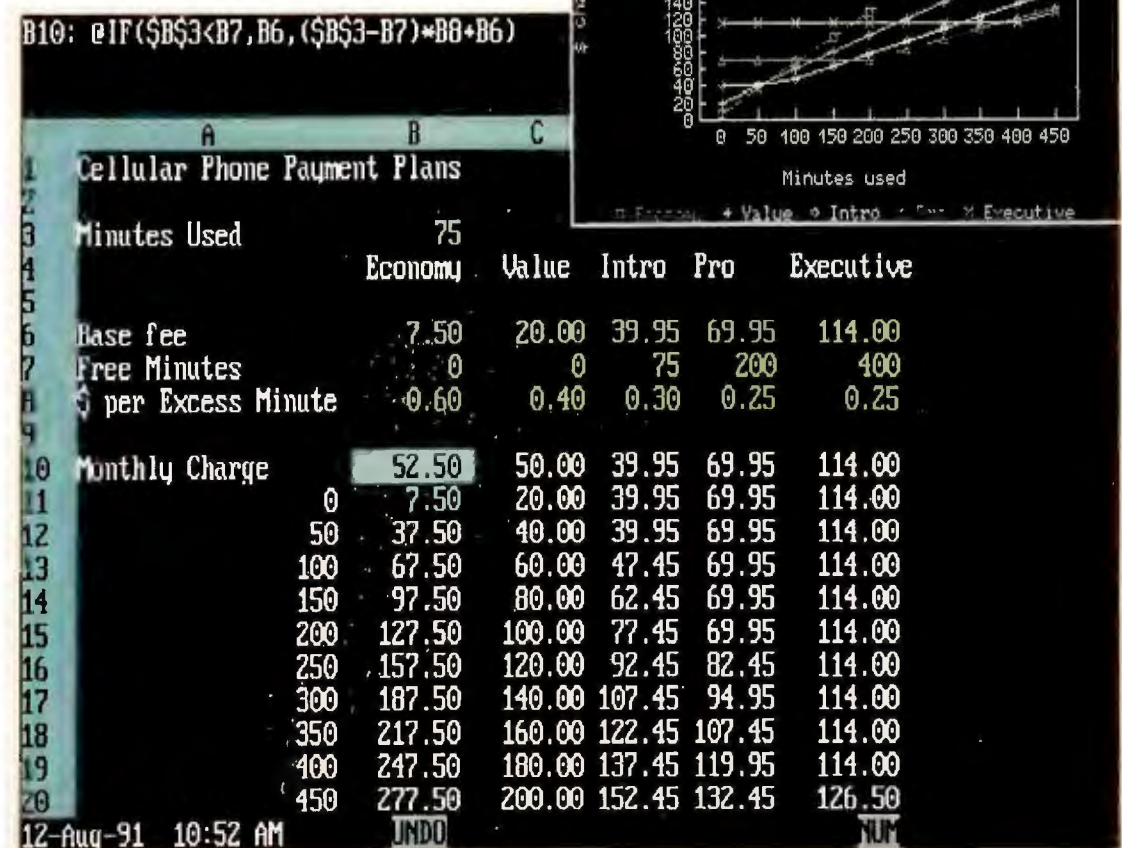 B10: @IF($B$3<B7,B6,($B$3-B7)*B8+B6)
140
120
100
80
60
40
20
0
0 50 100 150 200 250 300 350 400 450
Minutes used
+ Value ◇ Intro × Executive
A B C
1 Cellular Phone Payment Plans
2
3 Minutes Used 75
4 Economy Value Intro Pro Executive
5
6 Base fee 7.50 20.00 39.95 69.95 114.00
7 Free Minutes 0 0 75 200 400
8 $ per Excess Minute 0.60 0.40 0.30 0.25 0.25
9
10 Monthly Charge 52.50 50.00 39.95 69.95 114.00
11 0 7.50 20.00 39.95 69.95 114.00
12 50 37.50 40.00 39.95 69.95 114.00
13 100 67.50 60.00 47.45 69.95 114.00
14 150 97.50 80.00 62.45 69.95 114.00
15 200 127.50 100.00 77.45 69.95 114.00
16 250 157.50 120.00 92.45 82.45 114.00
17 300 187.50 140.00 107.45 94.95 114.00
18 350 217.50 160.00 122.45 107.45 114.00
19 400 247.50 180.00 137.45 119.95 114.00
20 450 277.50 200.00 152.45 132.45 126.50
12-Aug-91 10:52 AM UNDO NUM